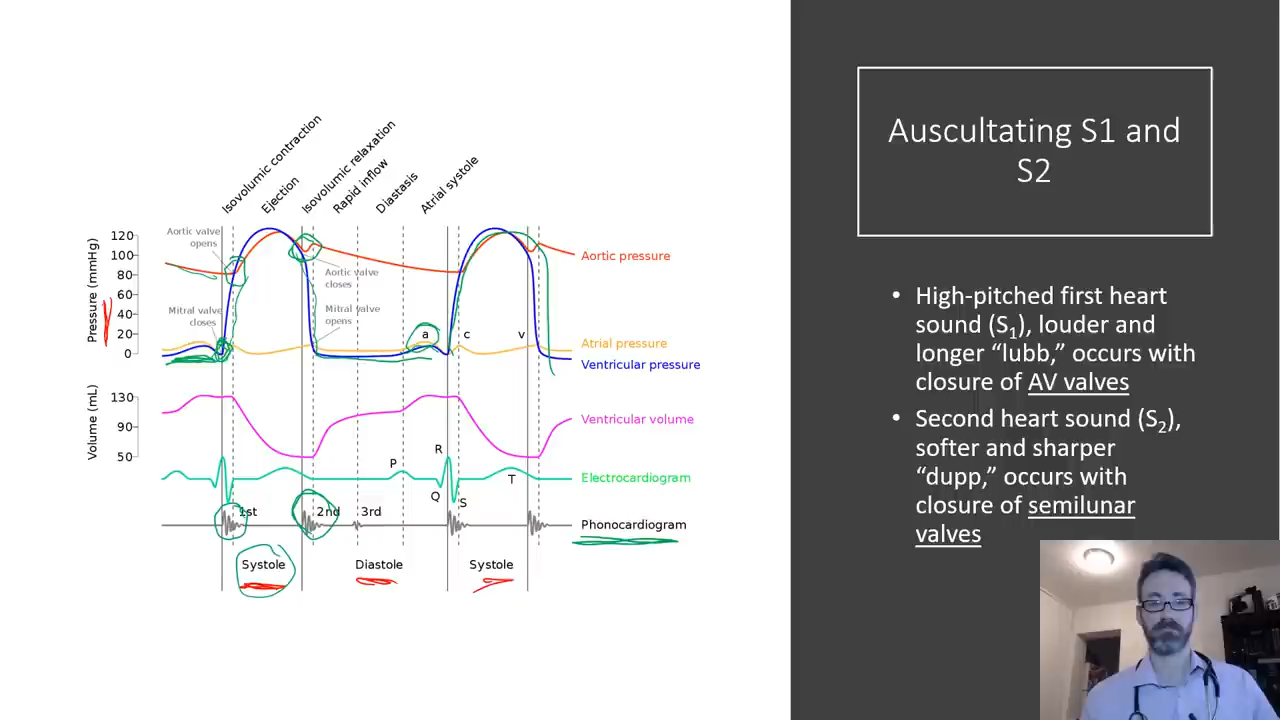 Isovolumic contraction
Ejection
Isovolumic relaxation
Rapid inflow
Diastasis
Atrial systole
Aortic valve
opens
Aortic valve
closes
Mitral valve
closes
Mitral valve
opens
Pressure (mmHg)
120
100
80
60
40
20
0
a
c
v
Aortic pressure
Atrial pressure
Ventricular pressure
Volume (mL)
130
90
50
Ventricular volume
R
P
T
Q
S
Electrocardiogram
1st
2nd
3rd
Phonocardiogram
Systole
Diastole
Systole
Auscultating S1 and
S2
• High-pitched first heart
sound (S1), louder and
longer “lubb,” occurs with
closure of AV valves
• Second heart sound (S2),
softer and sharper
“dupp,” occurs with
closure of semilunar
valves